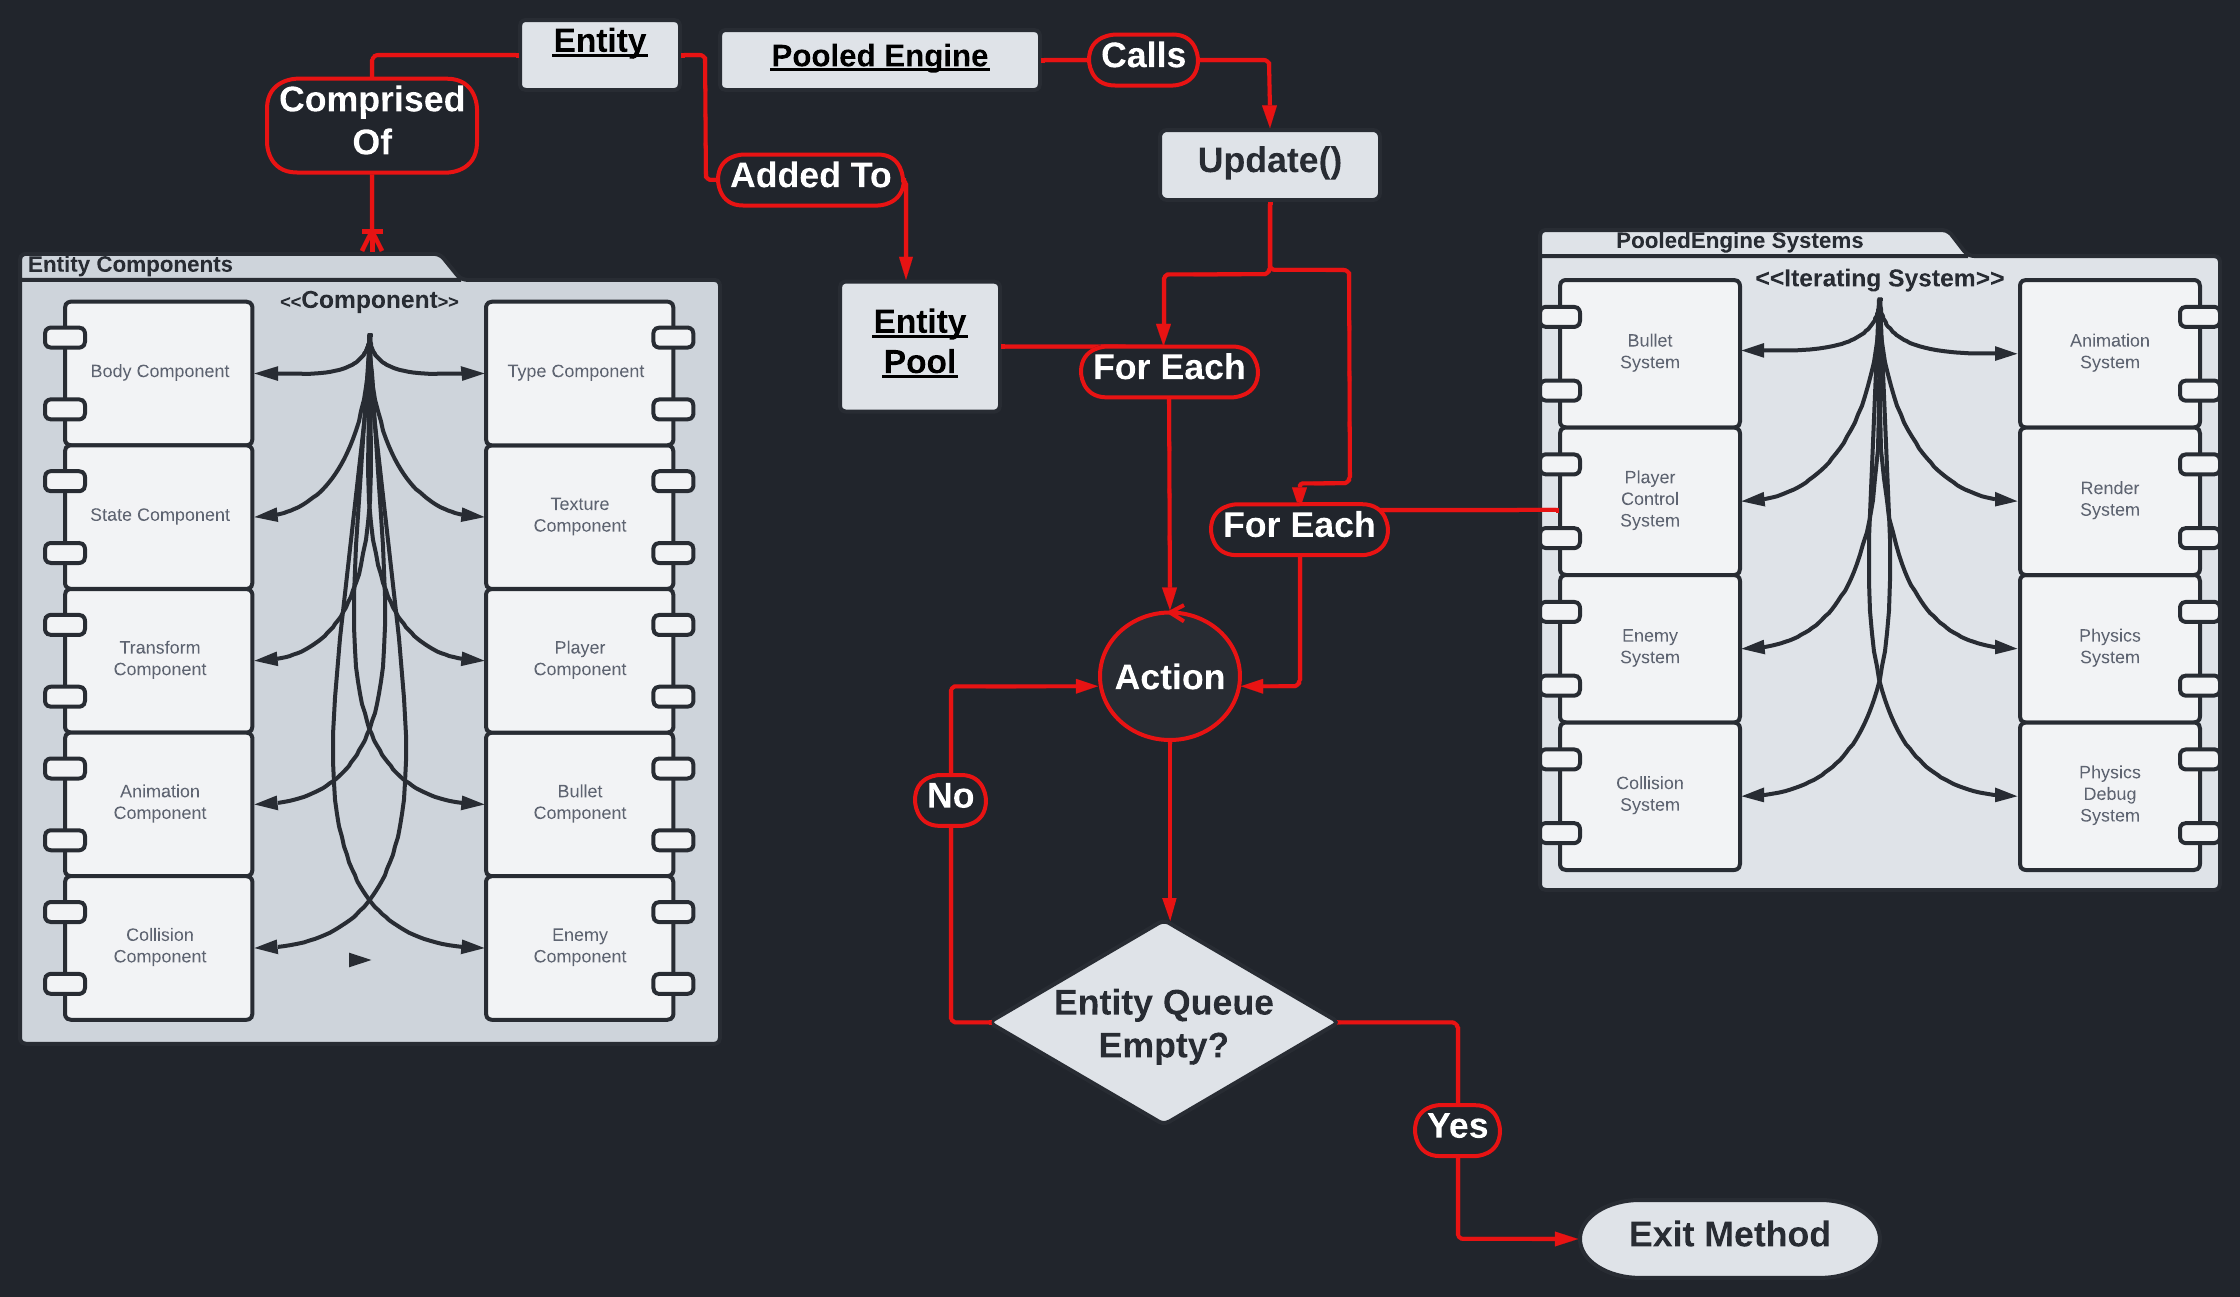 Entity
Pooled Engine
Calls
Comprised
Of
Added To
Update()
Entity Components
<<Component>>
Body Component
Type Component
State Component
Texture
Component
Transform
Component
Player
Component
Animation
Component
Bullet
Component
Collision
Component
Enemy
Component
Entity
Pool
For Each
For Each
PooledEngine Systems
<<Iterating System>>
Bullet
System
Animation
System
Player
Control
System
Render
System
Enemy
System
Physics
System
Collision
System
Physics
Debug
System
Action
No
Entity Queue
Empty?
Yes
Exit Method